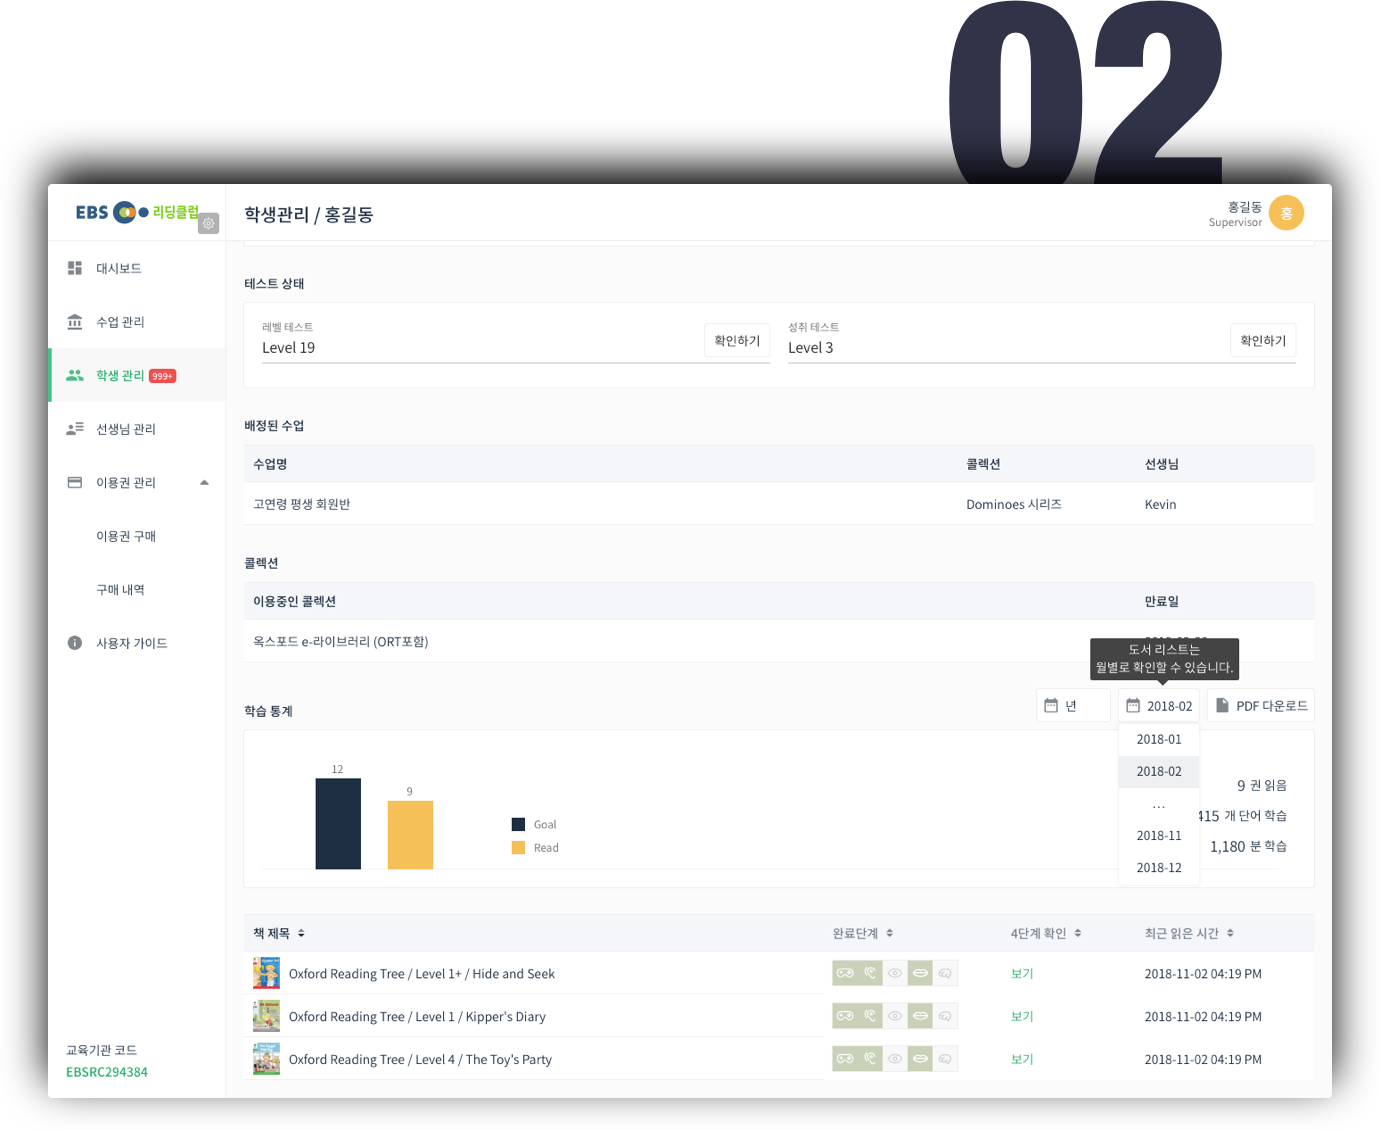 02
EBS 리딩클럽
학생관리 / 홍길동
홍길동
Supervisor
홍
대시보드
수업 관리
학생 관리 999+
선생님 관리
이용권 관리
이용권 구매
구매 내역
사용자 가이드
교육기관 코드
EBSRC294384
테스트 상태
레벨 테스트
Level 19
확인하기
성취 테스트
Level 3
확인하기
배정된 수업
수업명 콜렉션 선생님
고연령 평생 회원반 Dominoes 시리즈 Kevin
콜렉션
이용중인 콜렉션 만료일
옥스포드 e-라이브러리 (ORT포함)
도서 리스트는
월별로 확인할 수 있습니다.
학습 통계
년
2018-02
PDF 다운로드
2018-01
2018-02
...
2018-11
2018-12
12
9
Goal
Read
9 권 읽음
415 개 단어 학습
1,180 분 학습
책 제목 완료단계 4단계 확인 최근 읽은 시간
Oxford Reading Tree / Level 1+ / Hide and Seek 보기 2018-11-02 04:19 PM
Oxford Reading Tree / Level 1 / Kipper's Diary 보기 2018-11-02 04:19 PM
Oxford Reading Tree / Level 4 / The Toy's Party 보기 2018-11-02 04:19 PM